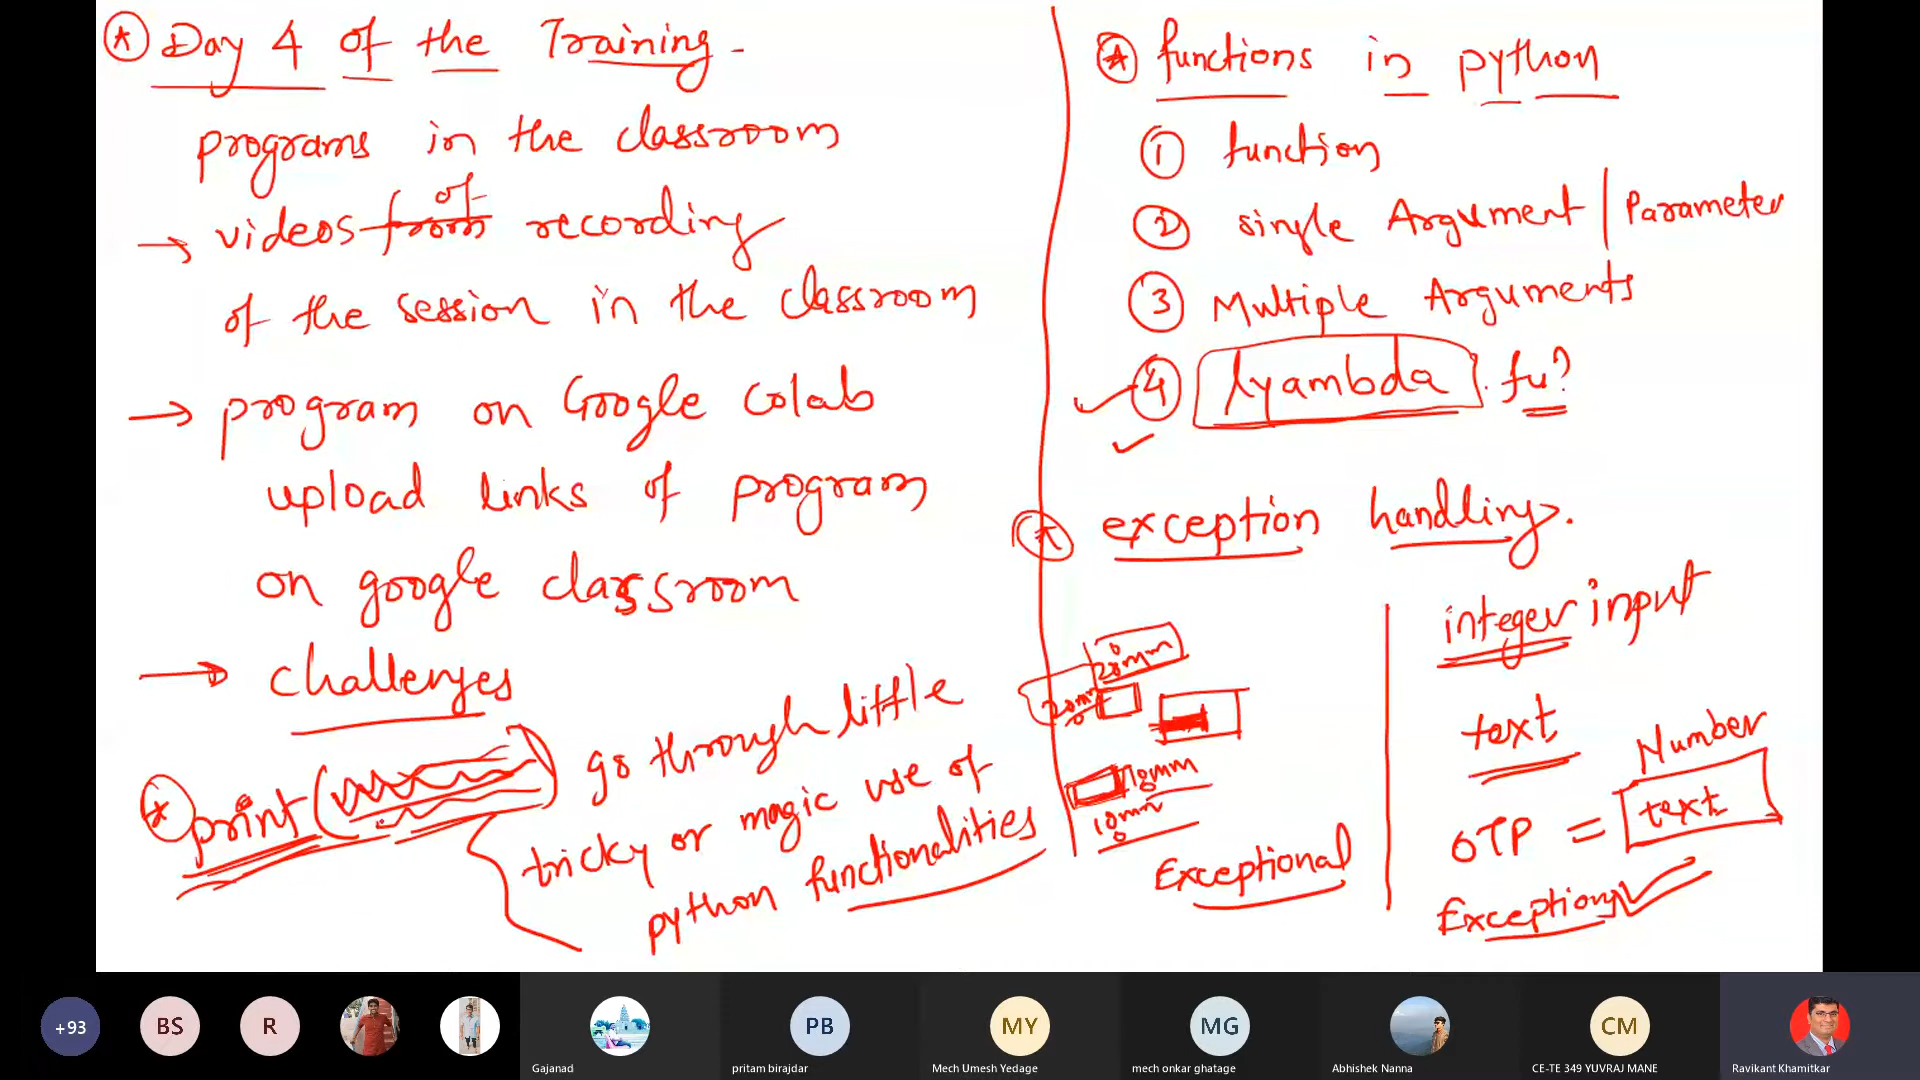 Day 4 of the Training -
programs in the classroom
→ videos from of recording
of the session in the classroom
→ program on Google Colab
upload links of program
on google classroom
→ challenges
print ( ) go through little
tricky or magic use of
python functionalities
functions in python
① function
② single Argument | Parameter
③ Multiple Arguments
④ lyambda. fu?
exception handling.
20mm
20mm
10mm
10mm
Exceptional
integer input
text
Number
OTP = text
Exceptiong
+93
BS
R
Gajanad
PB
pritam birajdar
MY
Mech Umesh Yedage
MG
mech onkar ghatage
Abhishek Nanna
CM
CE-TE 349 YUVRAJ MANE
Ravikant Khamitkar